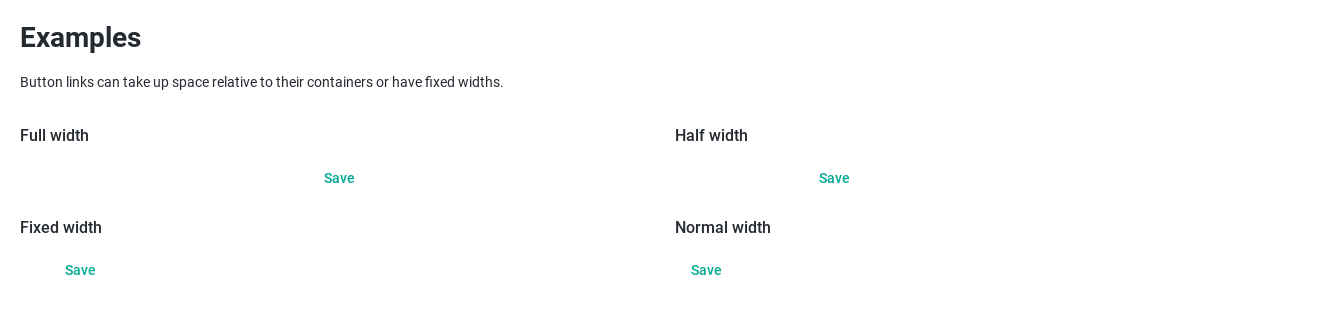 Examples
Button links can take up space relative to their containers or have fixed widths.
Full width
Half width
Save
Save
Fixed width
Normal width
Save
Save